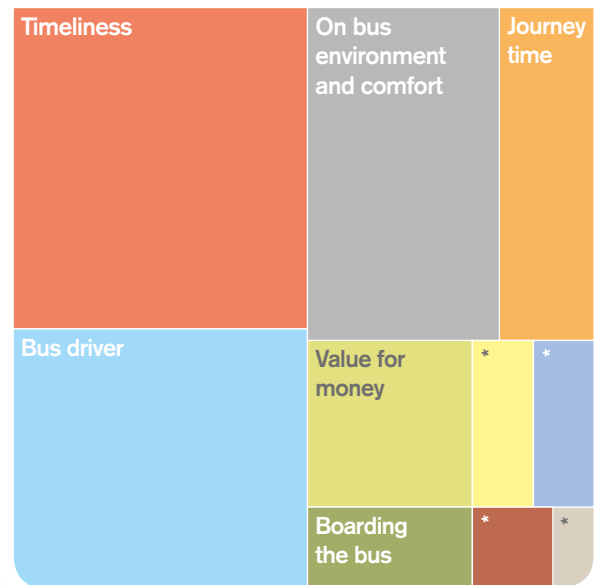 Timeliness
On bus
environment
and comfort
Journey
time
Bus driver
Value for
money
*
*
Boarding
the bus
*
*